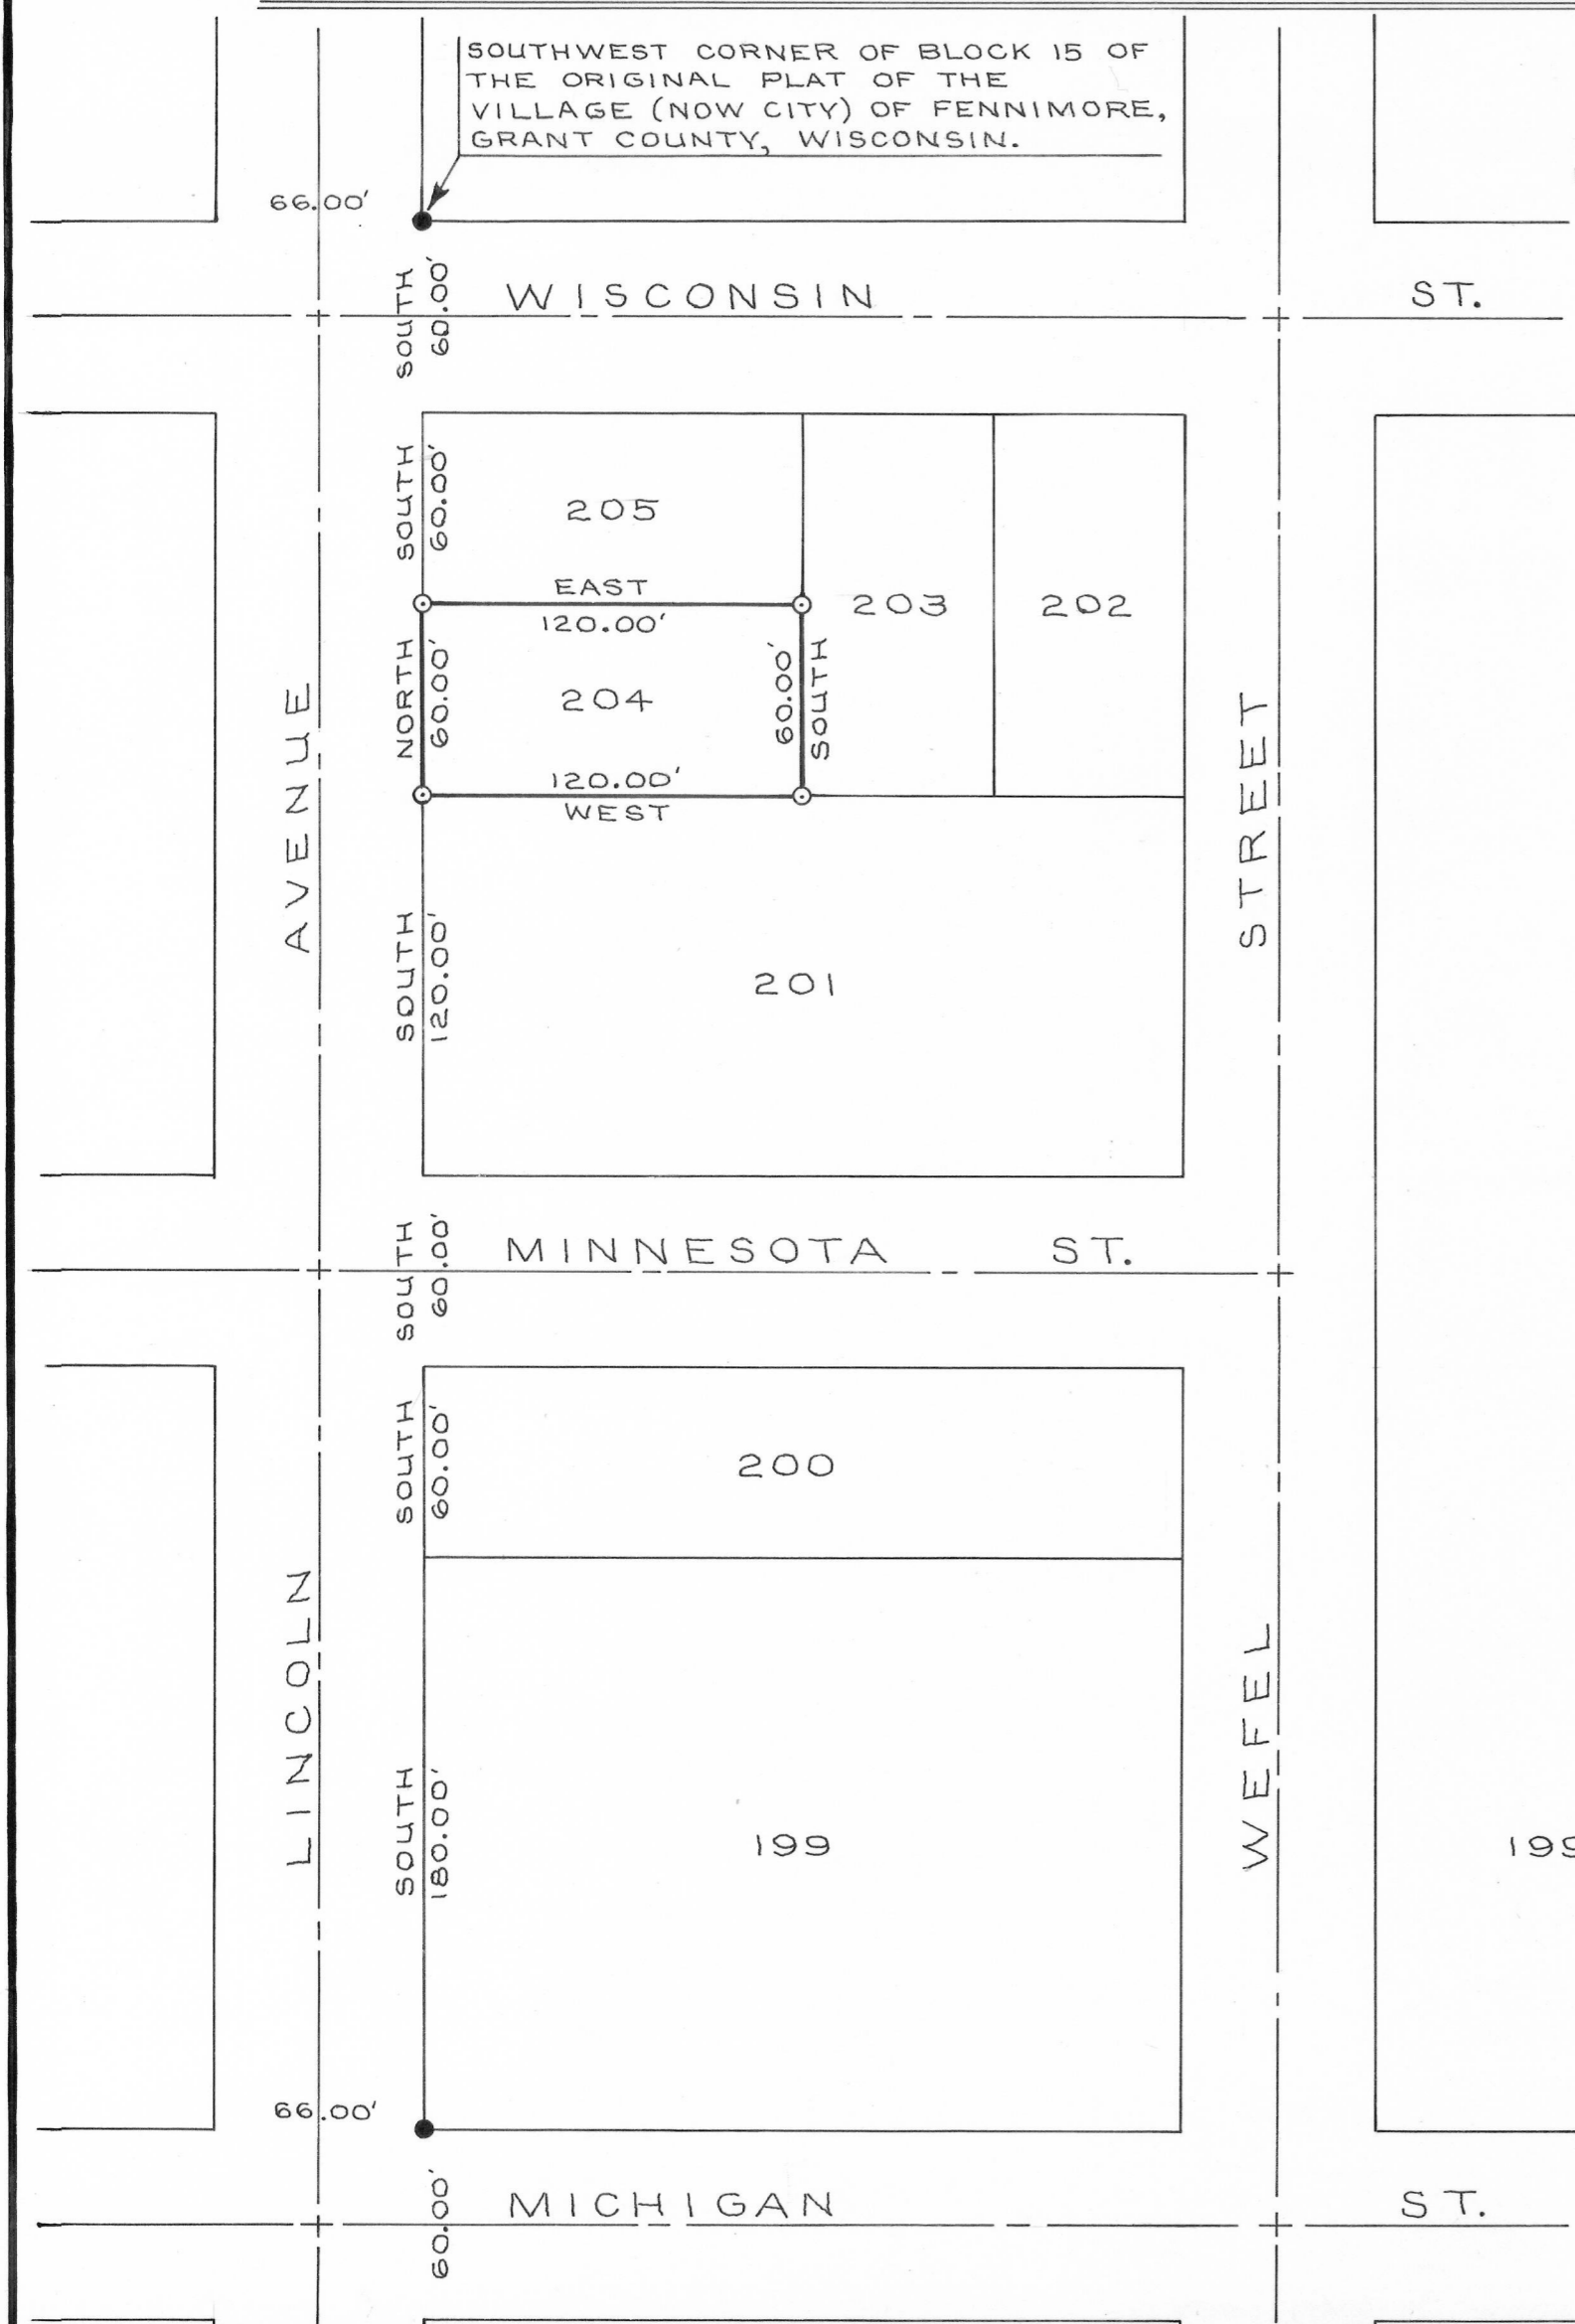 SOUTHWEST CORNER OF BLOCK 15 OF
THE ORIGINAL PLAT OF THE
VILLAGE (NOW CITY) OF FENNIMORE,
GRANT COUNTY, WISCONSIN.
66.00'
SOUTH
60.00'
WISCONSIN ST.
SOUTH
60.00'
205
EAST
120.00'
203
202
NORTH
60.00'
204
60.00'
SOUTH
120.00'
WEST
AVENUE
STREET
SOUTH
120.00'
201
SOUTH
60.00'
MINNESOTA ST.
SOUTH
60.00'
200
LINCOLN
WEFEL
SOUTH
180.00'
199
199
66.00'
60.00'
MICHIGAN ST.